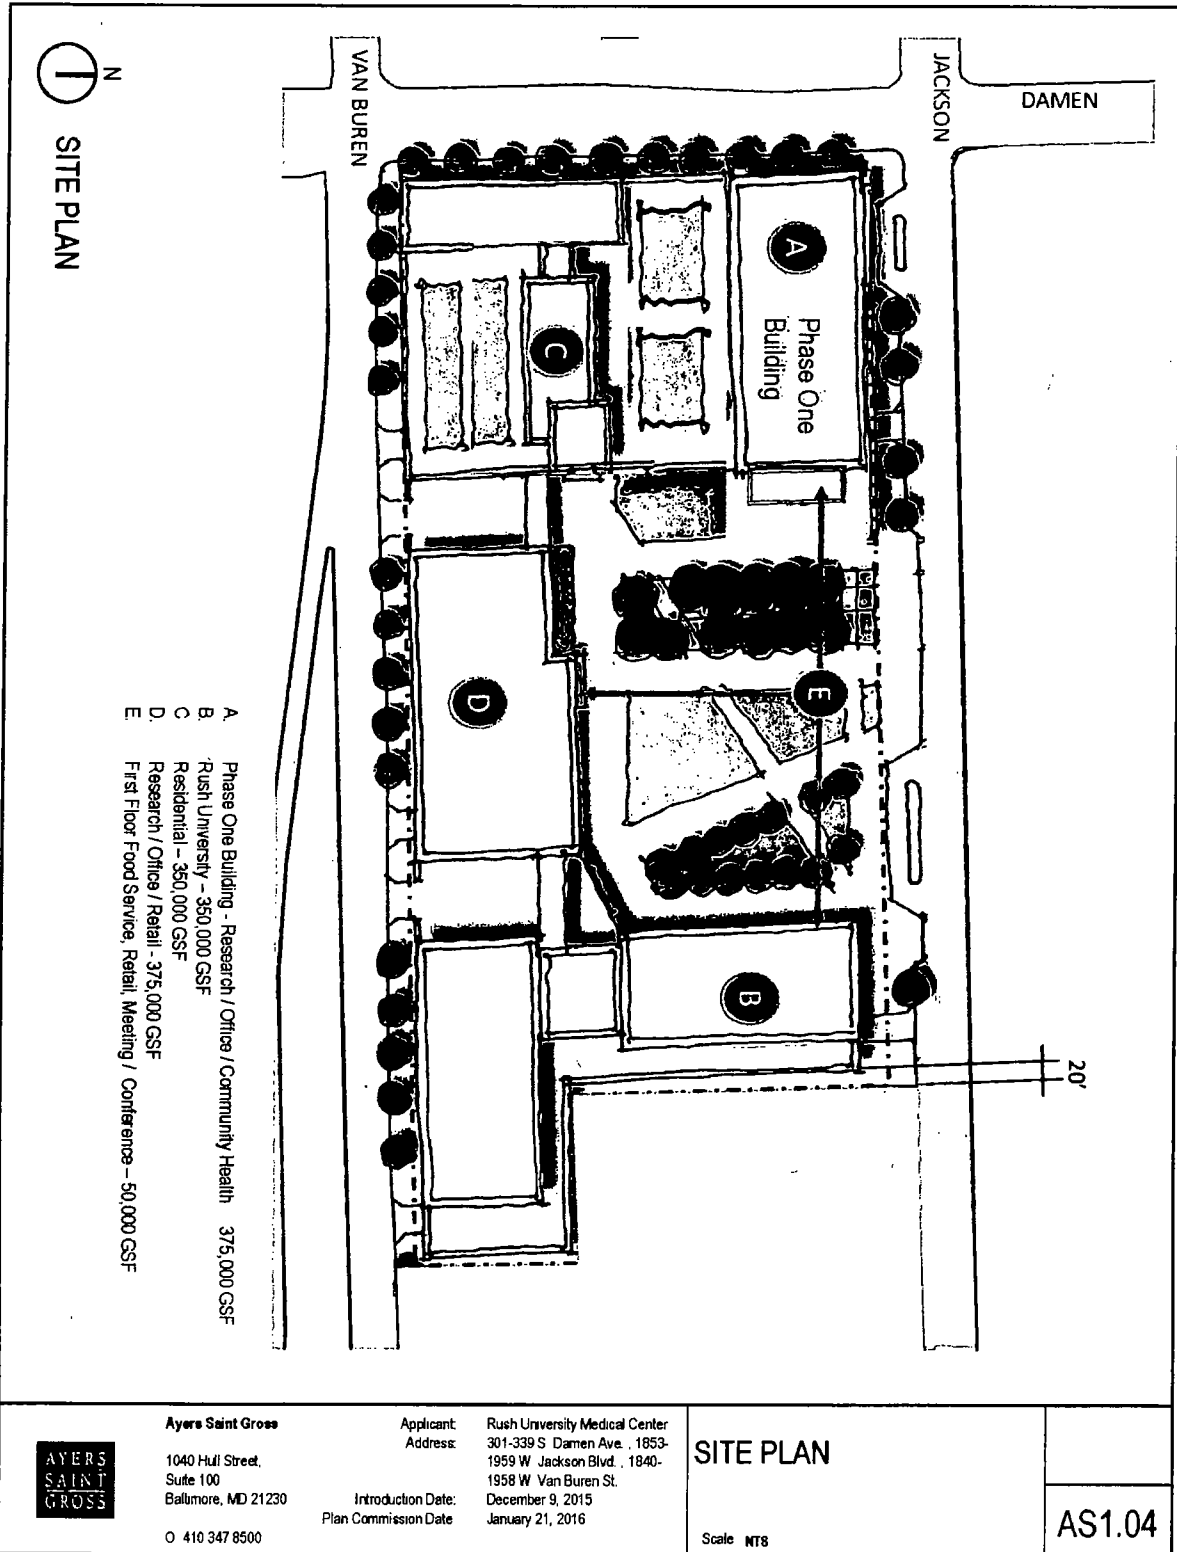 N
SITE PLAN
VAN BUREN
JACKSON
DAMEN
A
Phase One
Building
C
D
E
B
20'
A. Phase One Building - Research / Office / Community Health 375,000 GSF
B. Rush University – 350,000 GSF
C Residential – 350,000 GSF
D. Research / Office / Retail - 375,000 GSF
E. First Floor Food Service, Retail, Meeting / Conference – 50,000 GSF
AYERS
SAINT
GROSS
Ayers Saint Gross
1040 Hull Street,
Suite 100
Baltimore, MD 21230
O 410 347 8500
Applicant: Rush University Medical Center
Address: 301-339 S Damen Ave., 1853-
1959 W Jackson Blvd., 1840-
1958 W Van Buren St.
Introduction Date: December 9, 2015
Plan Commission Date January 21, 2016
SITE PLAN
Scale NTS
AS1.04